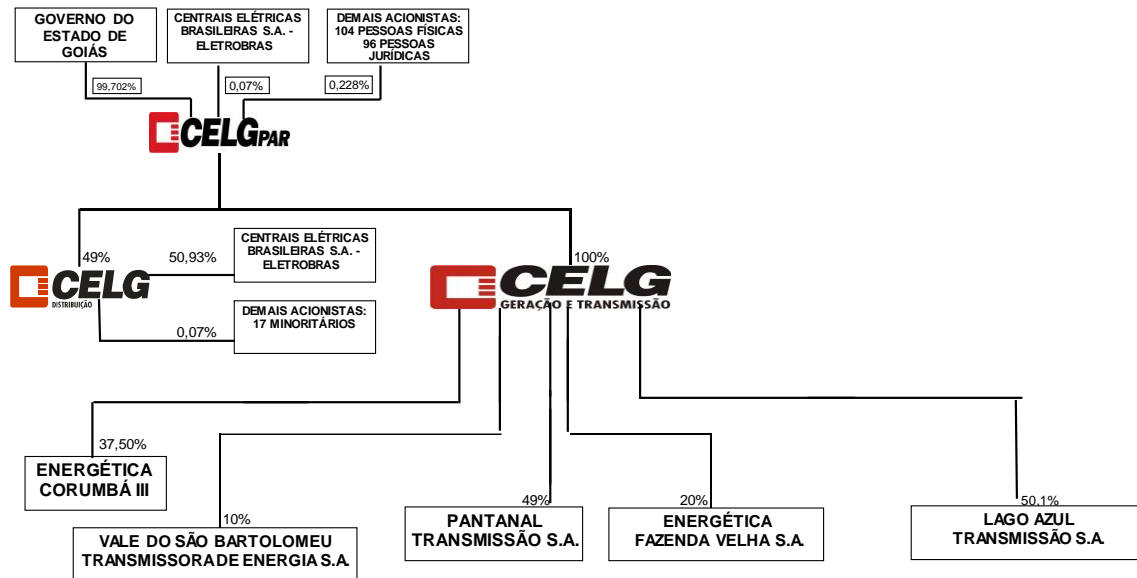 GOVERNO DO
ESTADO DE
GOIÁS
CENTRAIS ELÉTRICAS
BRASILEIRAS S.A. -
ELETROBRAS
DEMAIS ACIONISTAS:
104 PESSOAS FÍSICAS
96 PESSOAS
JURÍDICAS
99,702%
0,07%
0,228%
CELGPAR
49%
50,93%
CENTRAIS ELÉTRICAS
BRASILEIRAS S.A. -
ELETROBRAS
100%
CELG
DISTRIBUIÇÃO
CELG
GERAÇÃO E TRANSMISSÃO
0,07%
DEMAIS ACIONISTAS:
17 MINORITÁRIOS
37,50%
ENERGÉTICA
CORUMBÁ III
10%
VALE DO SÃO BARTOLOMEU
TRANSMISSORA DE ENERGIA S.A.
49%
PANTANAL
TRANSMISSÃO S.A.
20%
ENERGÉTICA
FAZENDA VELHA S.A.
50,1%
LAGO AZUL
TRANSMISSÃO S.A.